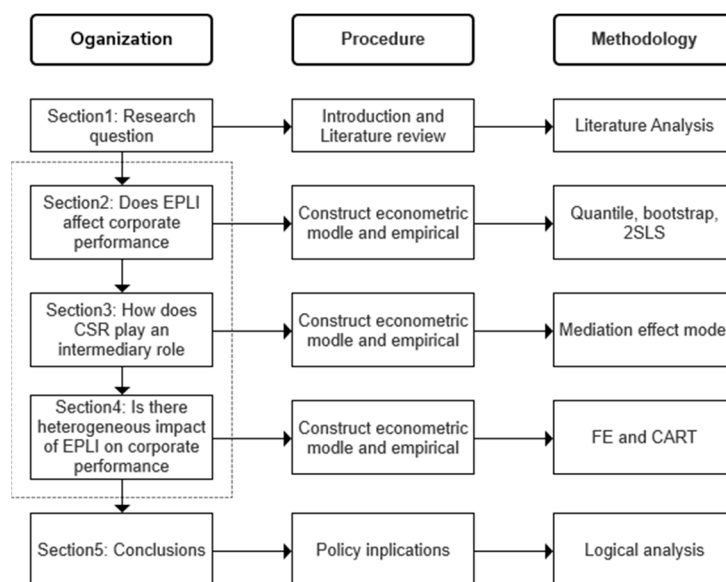 Oganization
Procedure
Methodology
Section1: Research
question
Introduction and
Literature review
Literature Analysis
Section2: Does EPLI
affect corporate
performance
Construct econometric
modle and empirical
Quantile, bootstrap,
2SLS
Section3: How does
CSR play an
intermediary role
Construct econometric
modle and empirical
Mediation effect mode
Section4: Is there
heterogeneous impact
of EPLI on corporate
performance
Construct econometric
modle and empirical
FE and CART
Section5: Conclusions
Policy inplications
Logical analysis